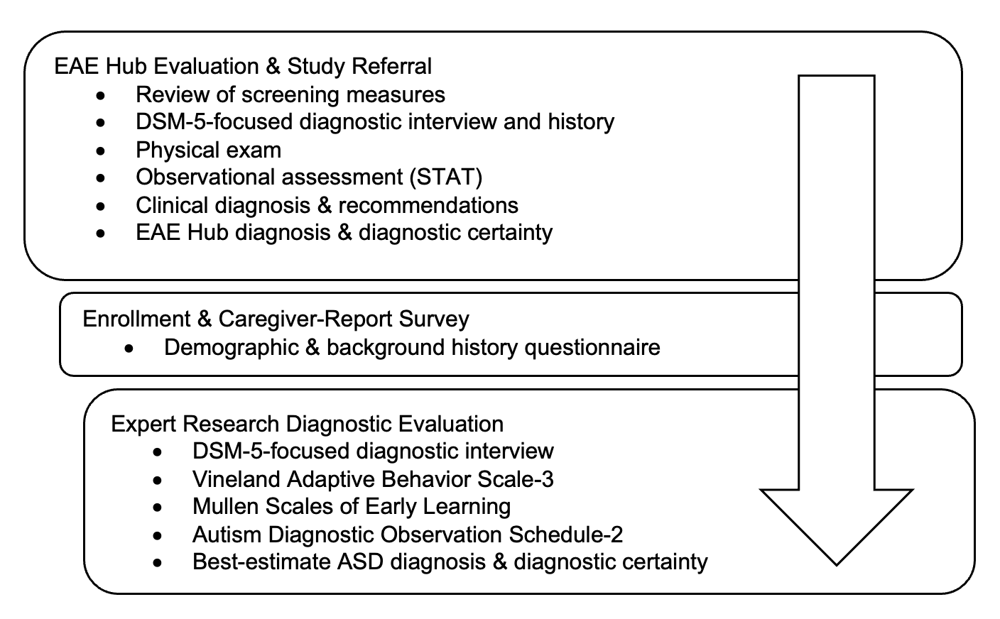 EAE Hub Evaluation & Study Referral
• Review of screening measures
• DSM-5-focused diagnostic interview and history
• Physical exam
• Observational assessment (STAT)
• Clinical diagnosis & recommendations
• EAE Hub diagnosis & diagnostic certainty
Enrollment & Caregiver-Report Survey
• Demographic & background history questionnaire
Expert Research Diagnostic Evaluation
• DSM-5-focused diagnostic interview
• Vineland Adaptive Behavior Scale-3
• Mullen Scales of Early Learning
• Autism Diagnostic Observation Schedule-2
• Best-estimate ASD diagnosis & diagnostic certainty